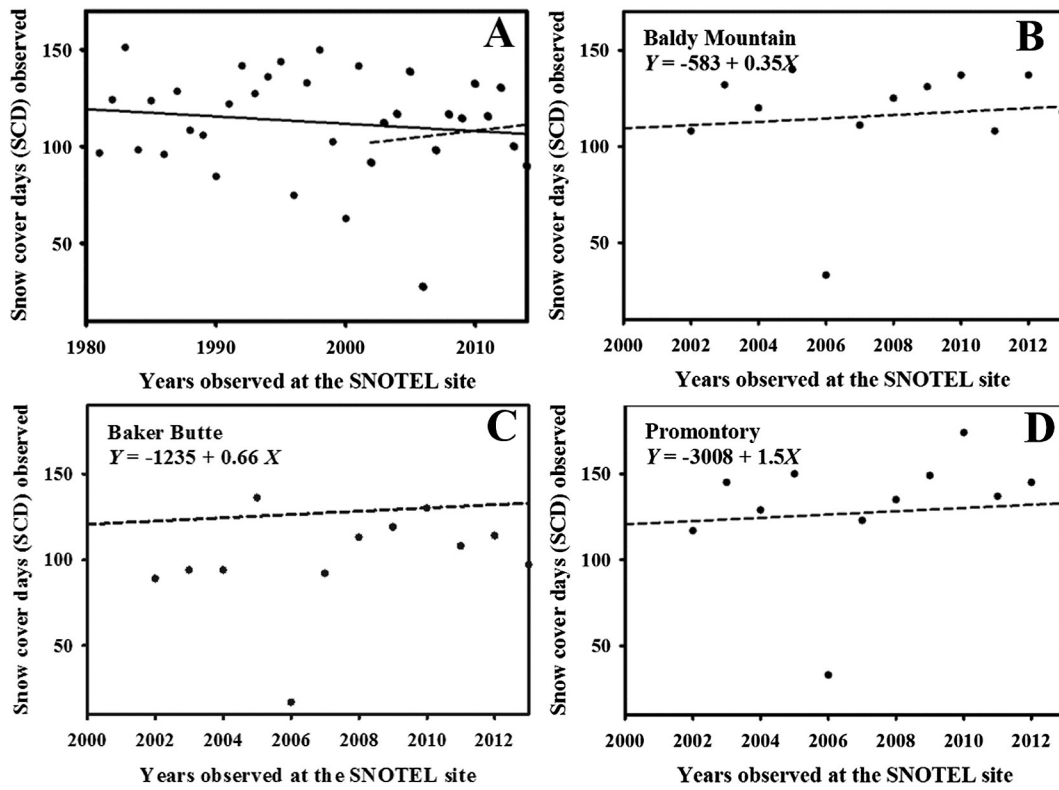 A
Snow cover days (SCD) observed
150
100
50
1980
1990
2000
2010
Years observed at the SNOTEL site
B
Baldy Mountain
Y = -583 + 0.35X
Snow cover days (SCD) observed
150
100
50
2000
2002
2004
2006
2008
2010
2012
Years observed at the SNOTEL site
C
Baker Butte
Y = -1235 + 0.66 X
Snow cover days (SCD) observed
150
100
50
2000
2002
2004
2006
2008
2010
2012
Years observed at the SNOTEL site
D
Promontory
Y = -3008 + 1.5X
Snow cover days (SCD) observed
150
100
50
2000
2002
2004
2006
2008
2010
2012
Years observed at the SNOTEL site